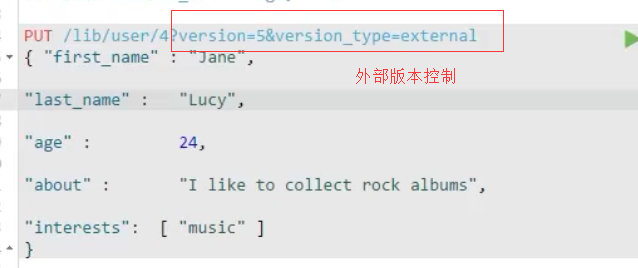 PUT /lib/user/4?version=5&version_type=external
{ "first_name" : "Jane",
外部版本控制
"last_name" : "Lucy",
"age" : 24,
"about" : "I like to collect rock albums",
"interests": [ "music" ]
}